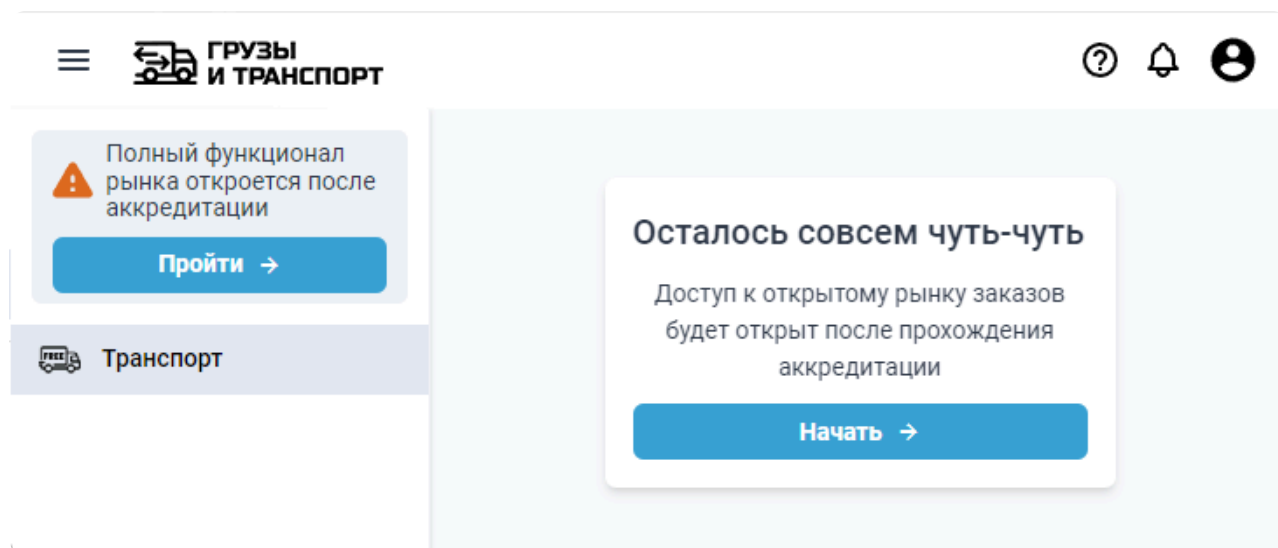 ГРУЗЫ
И ТРАНСПОРТ
Полный функционал
рынка откроется после
аккредитации
Пройти →
FREE
Транспорт
Осталось совсем чуть-чуть
Доступ к открытому рынку заказов
будет открыт после прохождения
аккредитации
Начать →